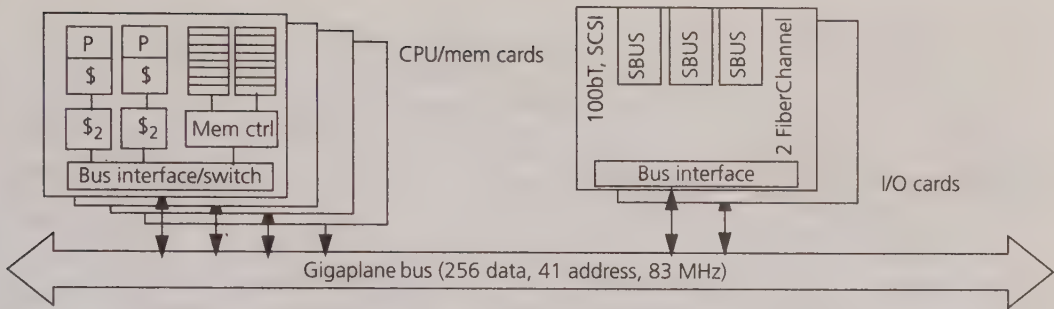 P P
$ $
$2 $2
Mem ctrl
Bus interface/switch
CPU/mem cards
100bT, SCSI
SBUS
SBUS
SBUS
2 FiberChannel
Bus interface
I/O cards
Gigaplane bus (256 data, 41 address, 83 MHz)